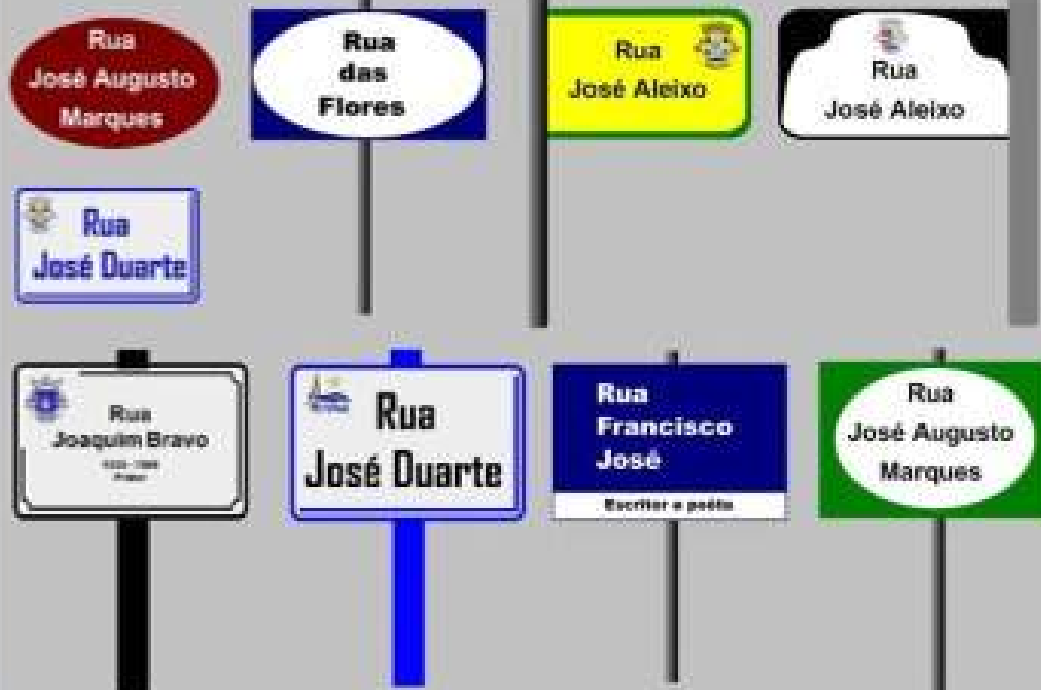 Rua
José Augusto
Marques
Rua
das
Flores
Rua
José Aleixo
Rua
José Aleixo
Rua
José Duarte
Rua
Joaquim Bravo
Rua
José Duarte
Rua
Francisco
José
Escritor e poéta
Rua
José Augusto
Marques